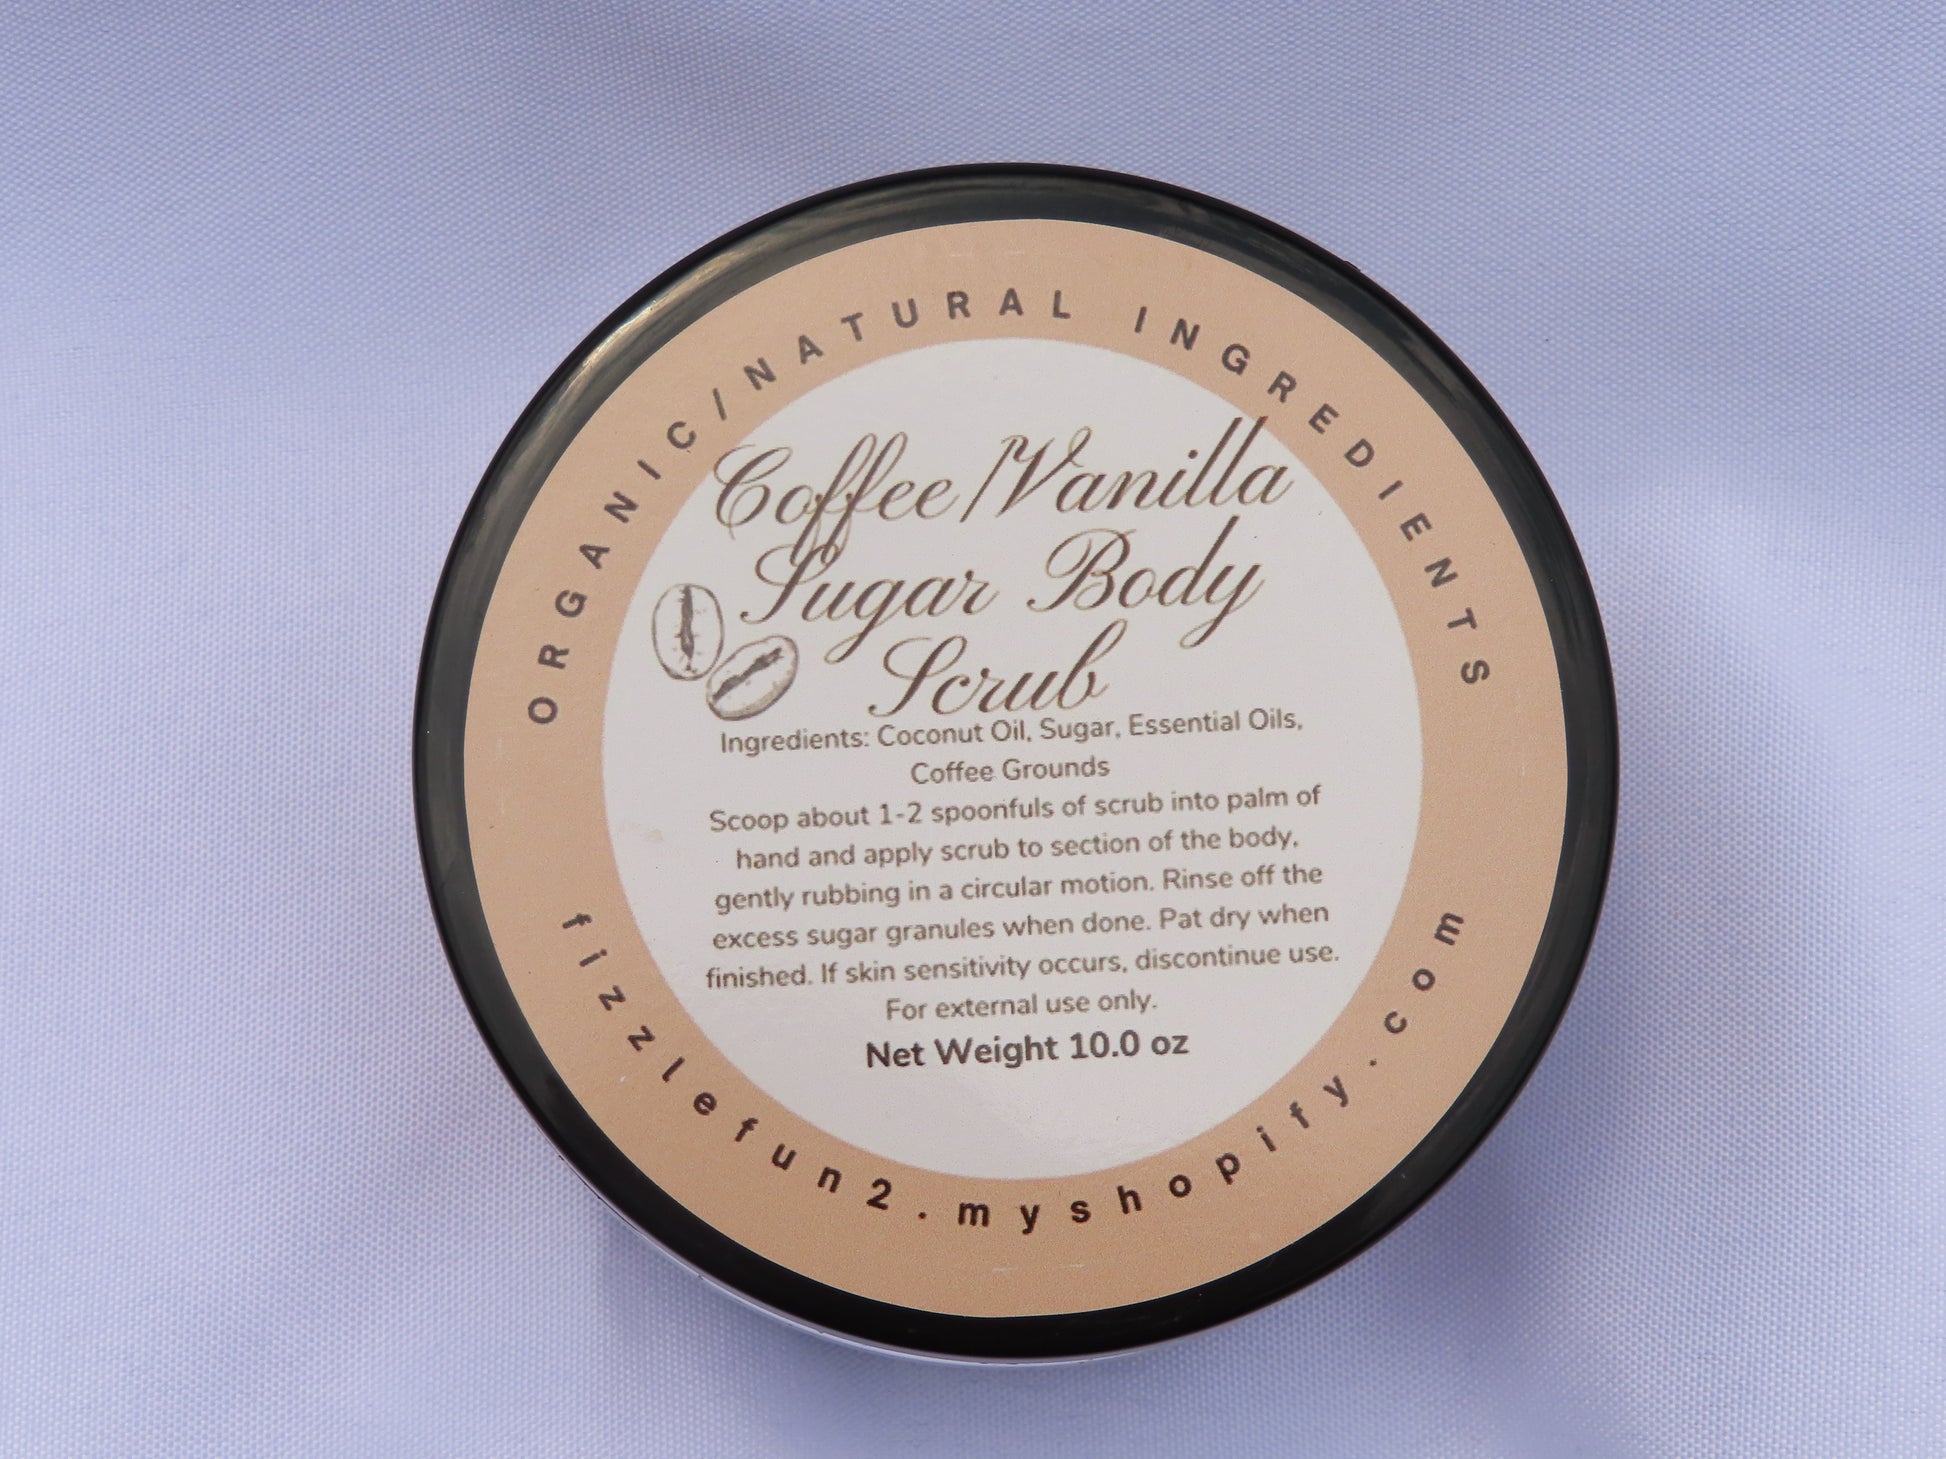 ORGANIC/NATURAL INGREDIENTS
Coffee/Vanilla
Sugar Body
Scrub
Ingredients: Coconut Oil, Sugar, Essential Oils,
Coffee Grounds
Scoop about 1-2 spoonfuls of scrub into palm of
hand and apply scrub to section of the body,
gently rubbing in a circular motion. Rinse off the
excess sugar granules when done. Pat dry when
finished. If skin sensitivity occurs, discontinue use.
For external use only.
Net Weight 10.0 oz
fizzlefun2.myshopify.com